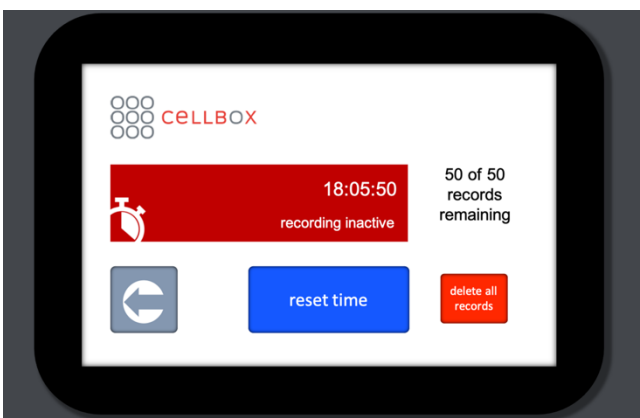 CELLBOX
18:05:50
recording inactive
50 of 50
records
remaining
reset time
delete all
records